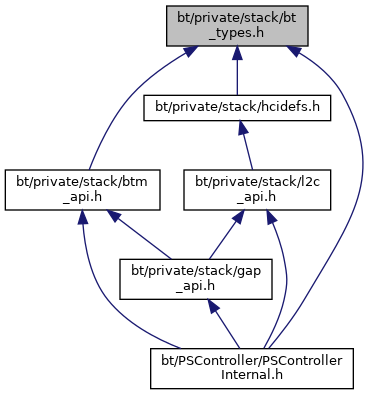 bt/private/stack/bt
_types.h
bt/private/stack/hcidefs.h
bt/private/stack/btm
_api.h
bt/private/stack/l2c
_api.h
bt/private/stack/gap
_api.h
bt/PSController/PSController
Internal.h